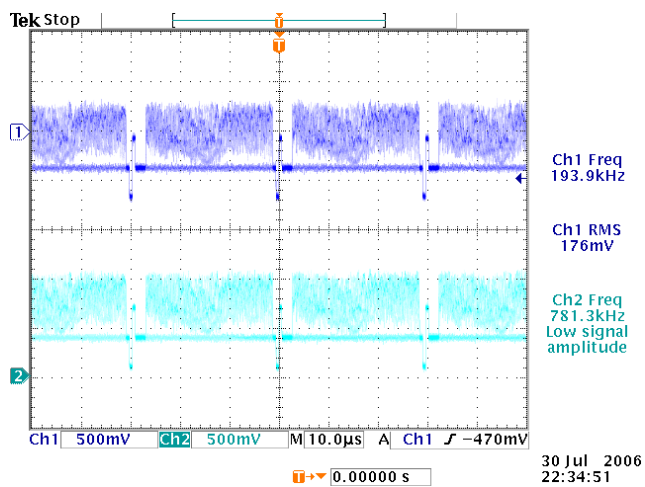 Tek Stop
T
T
1
Ch1 Freq
193.9kHz
Ch1 RMS
176mV
Ch2 Freq
781.3kHz
Low signal
amplitude
2
Ch1 500mV Ch2 500mV M 10.0µs A Ch1 ʃ −470mV
T 0.00000 s
30 Jul 2006
22:34:51